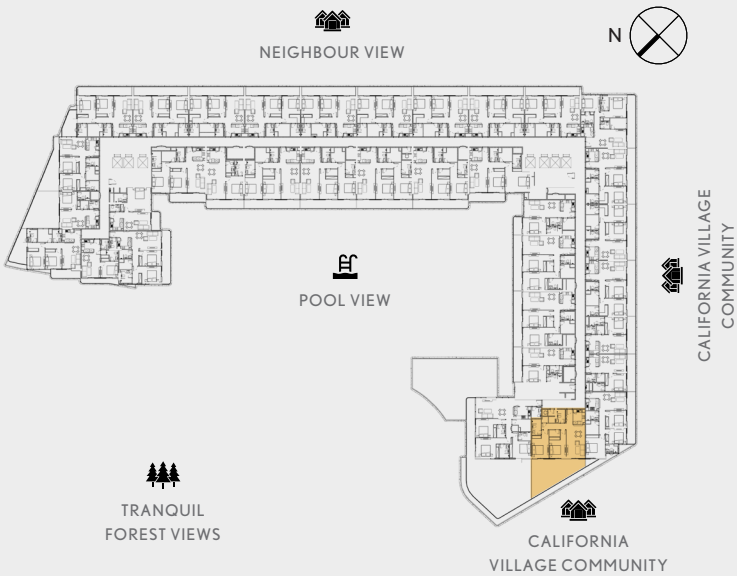 N
NEIGHBOUR VIEW
CALIFORNIA VILLAGE
COMMUNITY
POOL VIEW
TRANQUIL
FOREST VIEWS
CALIFORNIA
VILLAGE COMMUNITY